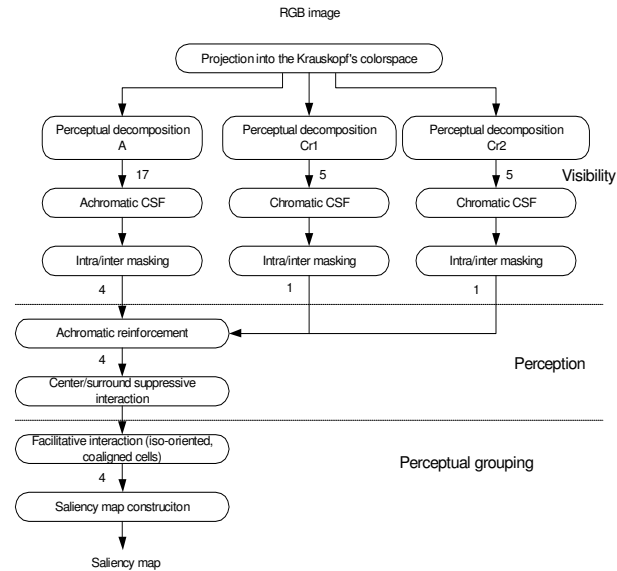 RGB image
Projection into the Krauskopf's colorspace
Perceptual decomposition
A
Perceptual decomposition
Cr1
Perceptual decomposition
Cr2
17
5
5
Visibility
Achromatic CSF
Chromatic CSF
Chromatic CSF
Intra/inter masking
Intra/inter masking
Intra/inter masking
4
1
1
Achromatic reinforcement
4
Perception
Center/surround suppressive
interaction
Facilitative interaction (iso-oriented,
coaligned cells)
Perceptual grouping
4
Saliency map construciton
Saliency map